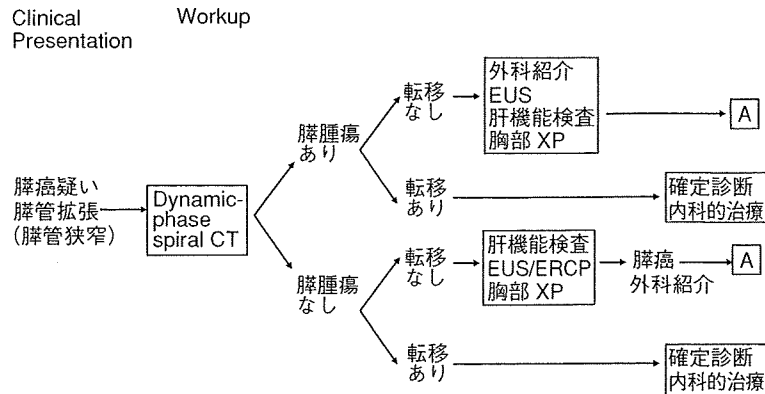 Clinical
Presentation
Workup
膵癌疑い
膵管拡張
(膵管狭窄)
Dynamic-
phase
spiral CT
膵腫瘍
あり
転移
なし
外科紹介
EUS
肝機能検査
胸部 XP
A
転移
あり
確定診断
内科的治療
膵腫瘍
なし
転移
なし
肝機能検査
EUS/ERCP
胸部 XP
膵癌
外科紹介
A
転移
あり
確定診断
内科的治療